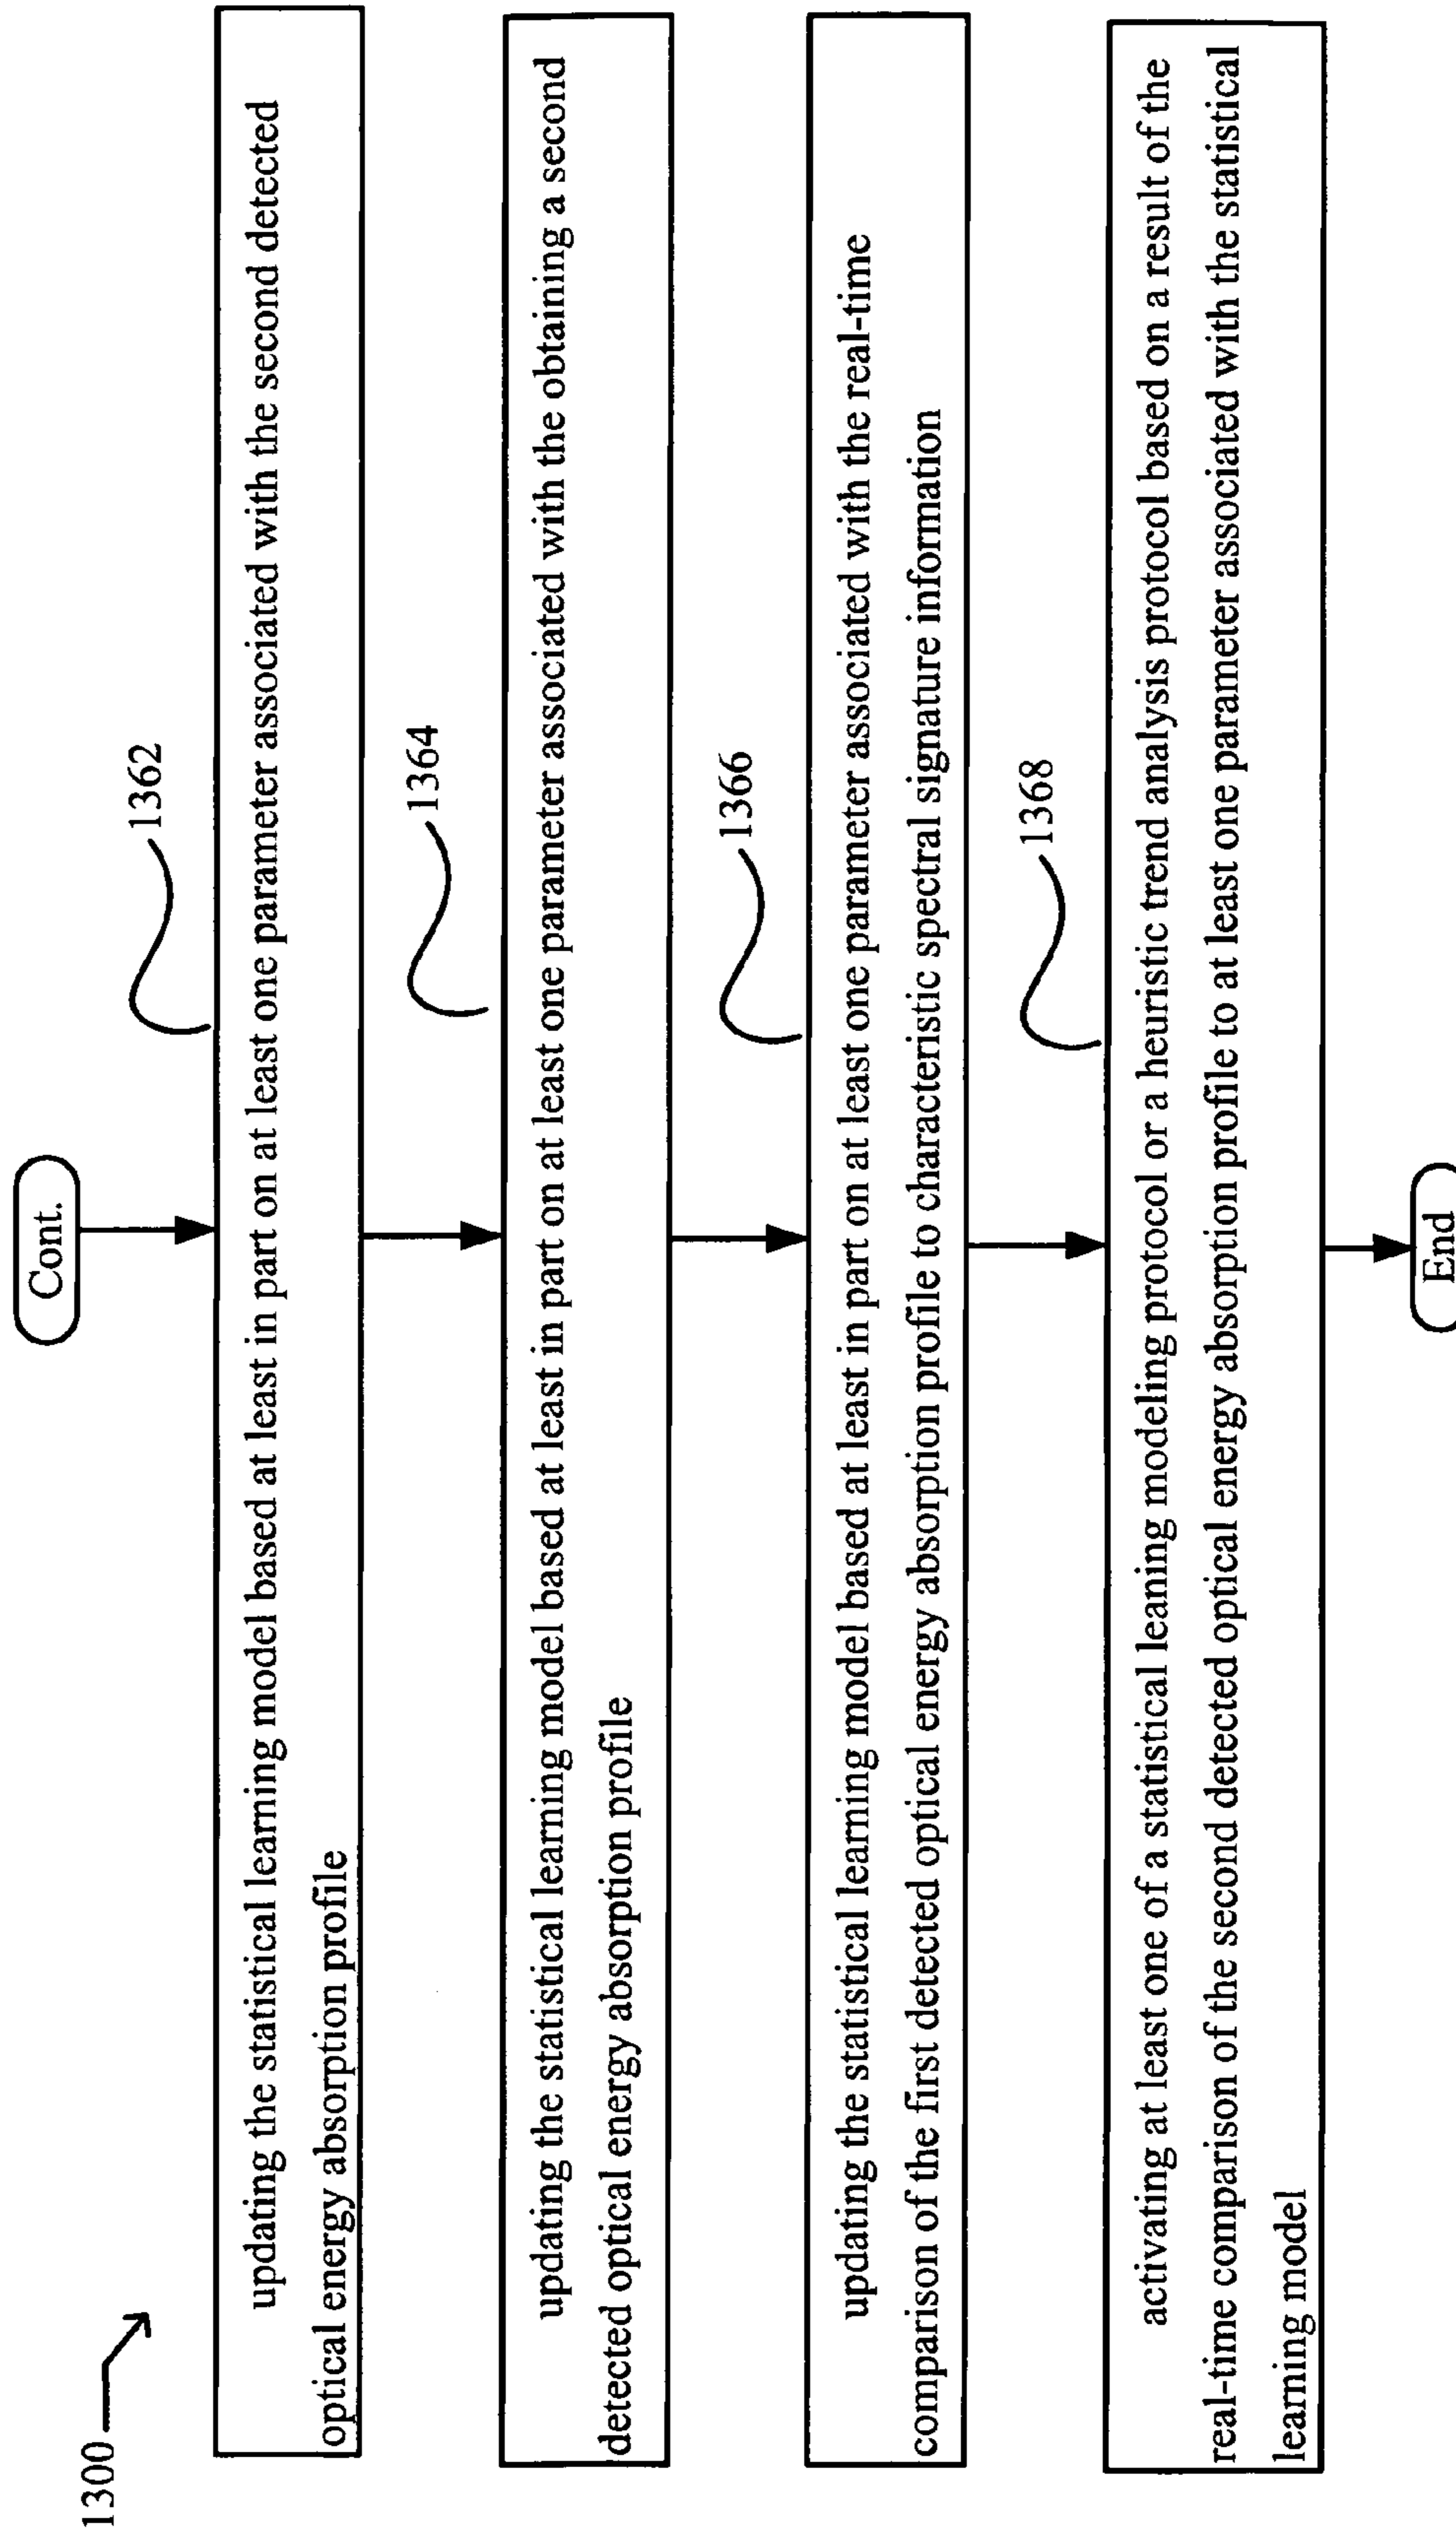 1300
Cont.
1362
updating the statistical learning model based at least in part on at least one parameter associated with the second detected
optical energy absorption profile
1364
updating the statistical learning model based at least in part on at least one parameter associated with the obtaining a second
detected optical energy absorption profile
1366
updating the statistical learning model based at least in part on at least one parameter associated with the real-time
comparison of the first detected optical energy absorption profile to characteristic spectral signature information
1368
activating at least one of a statistical leaning modeling protocol or a heuristic trend analysis protocol based on a result of the
real-time comparison of the second detected optical energy absorption profile to at least one parameter associated with the statistical
learning model
End